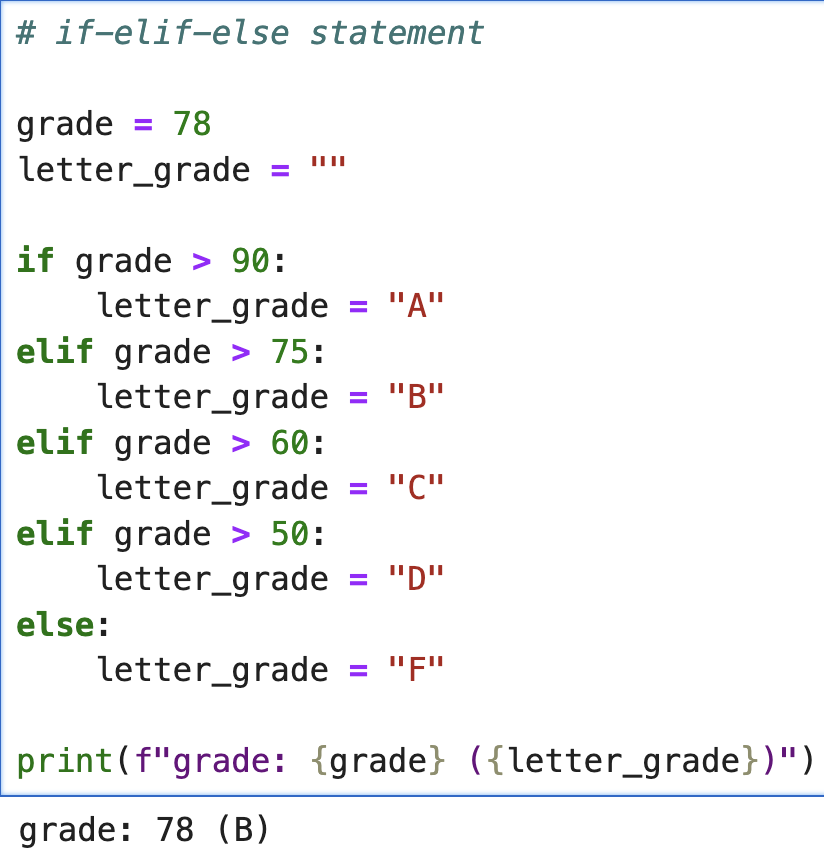 # if-elif-else statement
grade = 78
letter_grade = ""
if grade > 90:
    letter_grade = "A"
elif grade > 75:
    letter_grade = "B"
elif grade > 60:
    letter_grade = "C"
elif grade > 50:
    letter_grade = "D"
else:
    letter_grade = "F"
print(f"grade: {grade} ({letter_grade})")
grade: 78 (B)